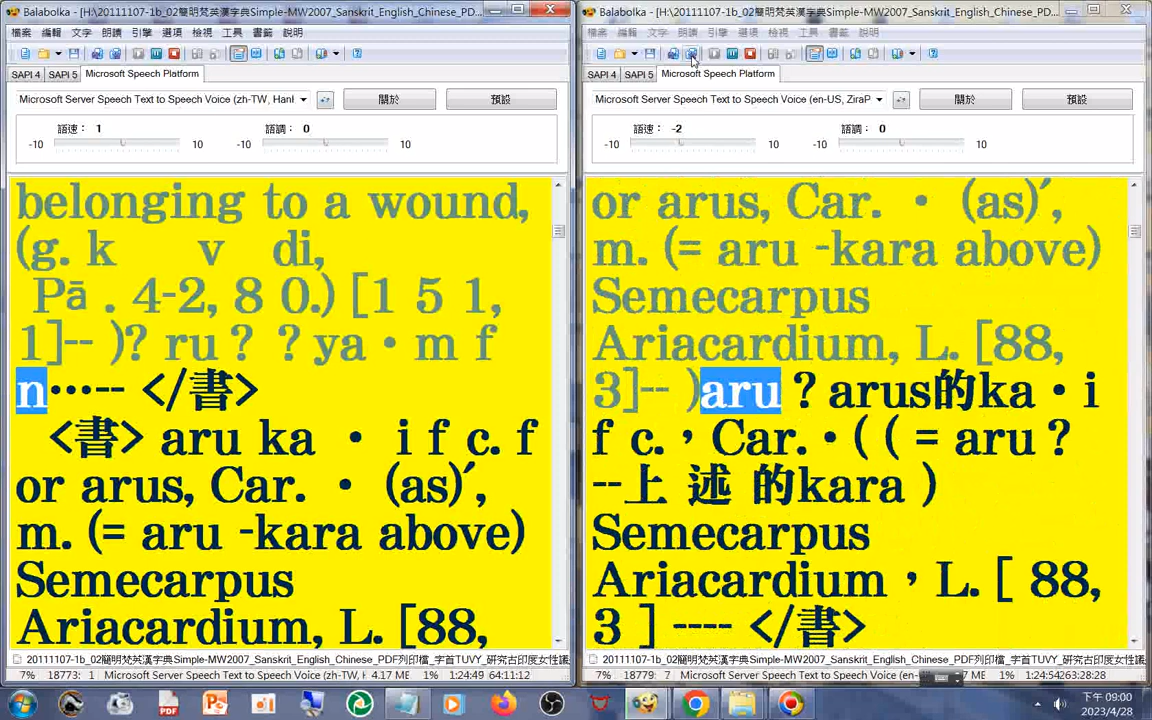 Balabolka - [H:\20111107-1b_02簡明梵英漢字典Simple-MW2007_Sanskrit_English_Chinese_PD...
檔案 編輯 文字 朗讀 引擎 選項 檢視 工具 書籤 說明
SAPI 4 SAPI 5 Microsoft Speech Platform
Microsoft Server Speech Text to Speech Voice (zh-TW, Hanl
關於 預設
語速： 1 語調： 0
-10 10 -10 10
belonging to a wound,
(g. k v di,
Pā . 4-2, 8 0.) [1 5 1,
1]-- )? ru ? ? ya • m f
n…-- </書>
<書> aru ka • i f c. f
or arus, Car. • (as)′,
m. (= aru -kara above)
Semecarpus
Ariacardium, L. [88,
20111107-1b_02簡明梵英漢字典Simple-MW2007_Sanskrit_English_Chinese_PDF列印檔_字首TUVY_研究古印度女性議
7% 18773: 1 Microsoft Server Speech Text to Speech Voice (zh-TW, H 4.17 ME 1% 1:24:49 64:11:12
Balabolka - [H:\20111107-1b_02簡明梵英漢字典Simple-MW2007_Sanskrit_English_Chinese_PDF...
檔案 編輯 文字 朗讀 引擎 選項 檢視 工具 書籤 說明
SAPI 4 SAPI 5 Microsoft Speech Platform
Microsoft Server Speech Text to Speech Voice (en-US, ZiraP
關於 預設
語速： -2 語調： 0
-10 10 -10 10
or arus, Car. • (as)′,
m. (= aru -kara above)
Semecarpus
Ariacardium, L. [88,
3]-- )aru ? arus的ka • i
f c. ，Car. • ( ( = aru ?
--上 述 的kara )
Semecarpus
Ariacardium ，L. [ 88,
3 ] ---- </書>
20111107-1b_02簡明梵英漢字典Simple-MW2007_Sanskrit_English_Chinese_PDF列印檔_字首TUVY_研究古印度女性議
7% 18779: 7 Microsoft Server Speech Text to Speech Voice (en-U 1% 1:24:54 263:28:28
下午 09:00
2023/4/28